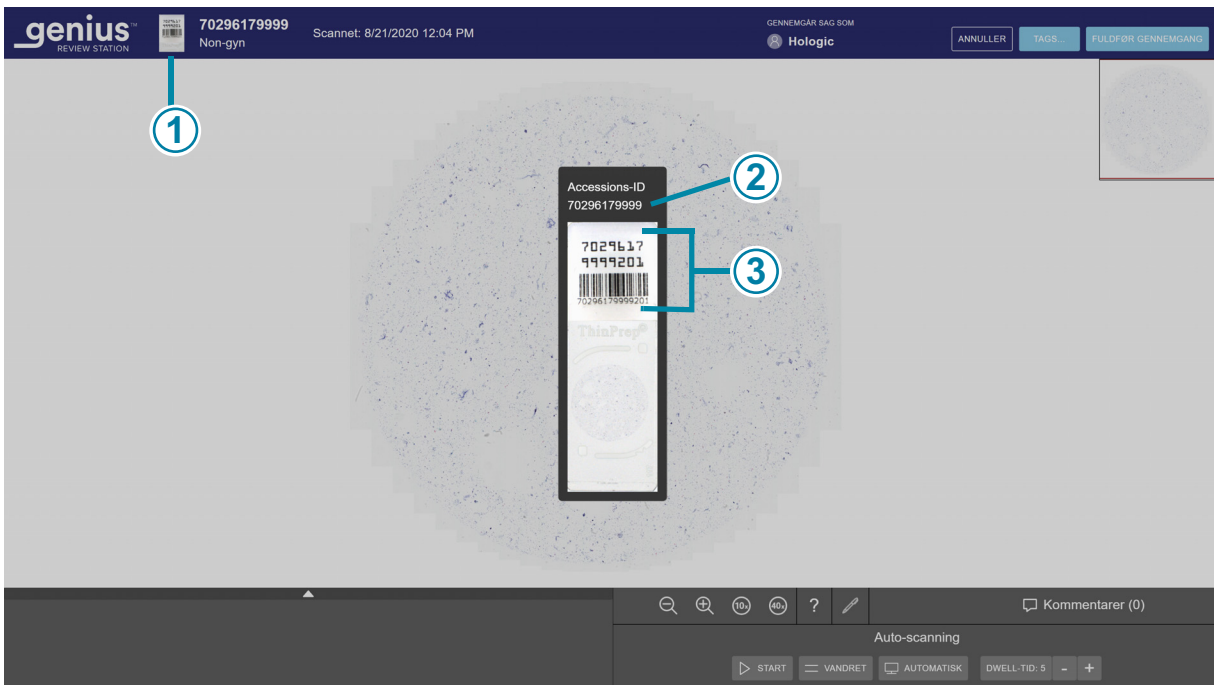 genius™
REVIEW STATION
70296179999
Non-gyn
Scannet: 8/21/2020 12:04 PM
GENNEMGÅR SAG SOM
Hologic
ANNULLER
TAGS...
FULDFØR GENNEMGANG
1
Accessions-ID
70296179999
2
7029617
9999201
70296179999201
3
ThinPrep®
10x
40x
?
Kommentarer (0)
Auto-scanning
START
VANDRET
AUTOMATISK
DWELL-TID: 5
-
+